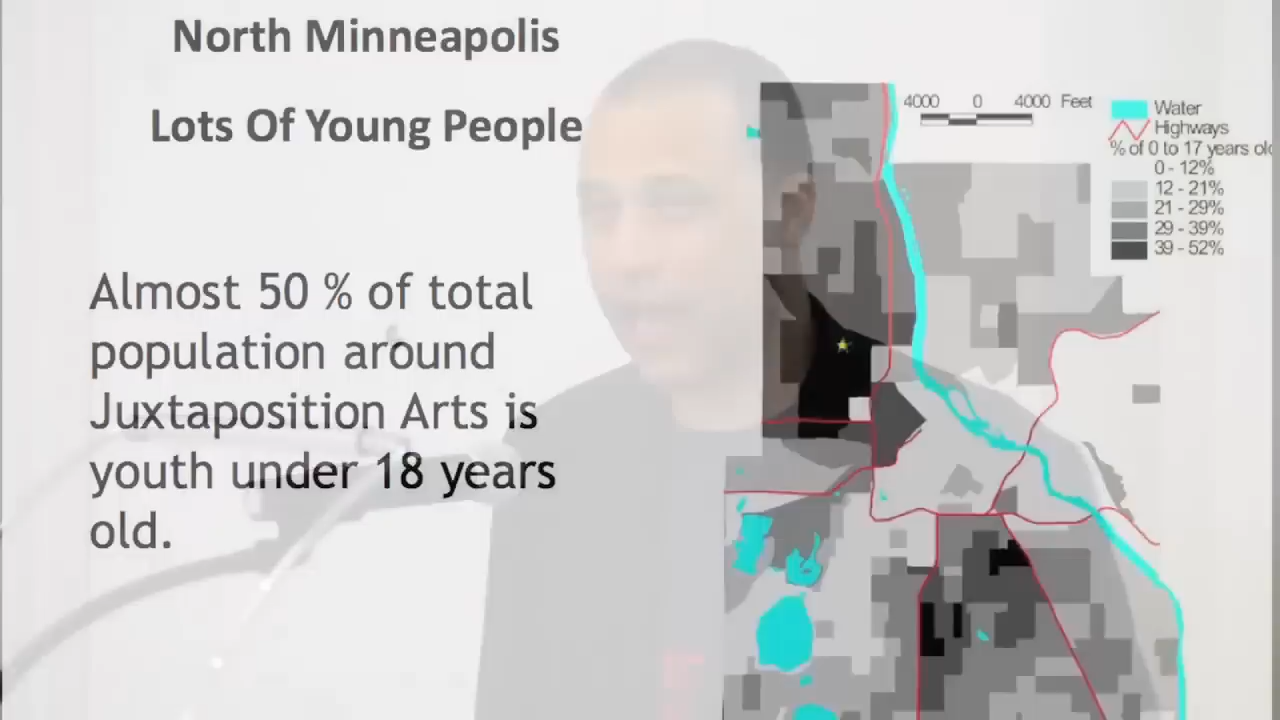 North Minneapolis
Lots Of Young People
Almost 50 % of total
population around
Juxtaposition Arts is
youth under 18 years
old.
4000 0 4000 Feet
Water
Highways
% of 0 to 17 years old
0 - 12%
12 - 21%
21 - 29%
29 - 39%
39 - 52%